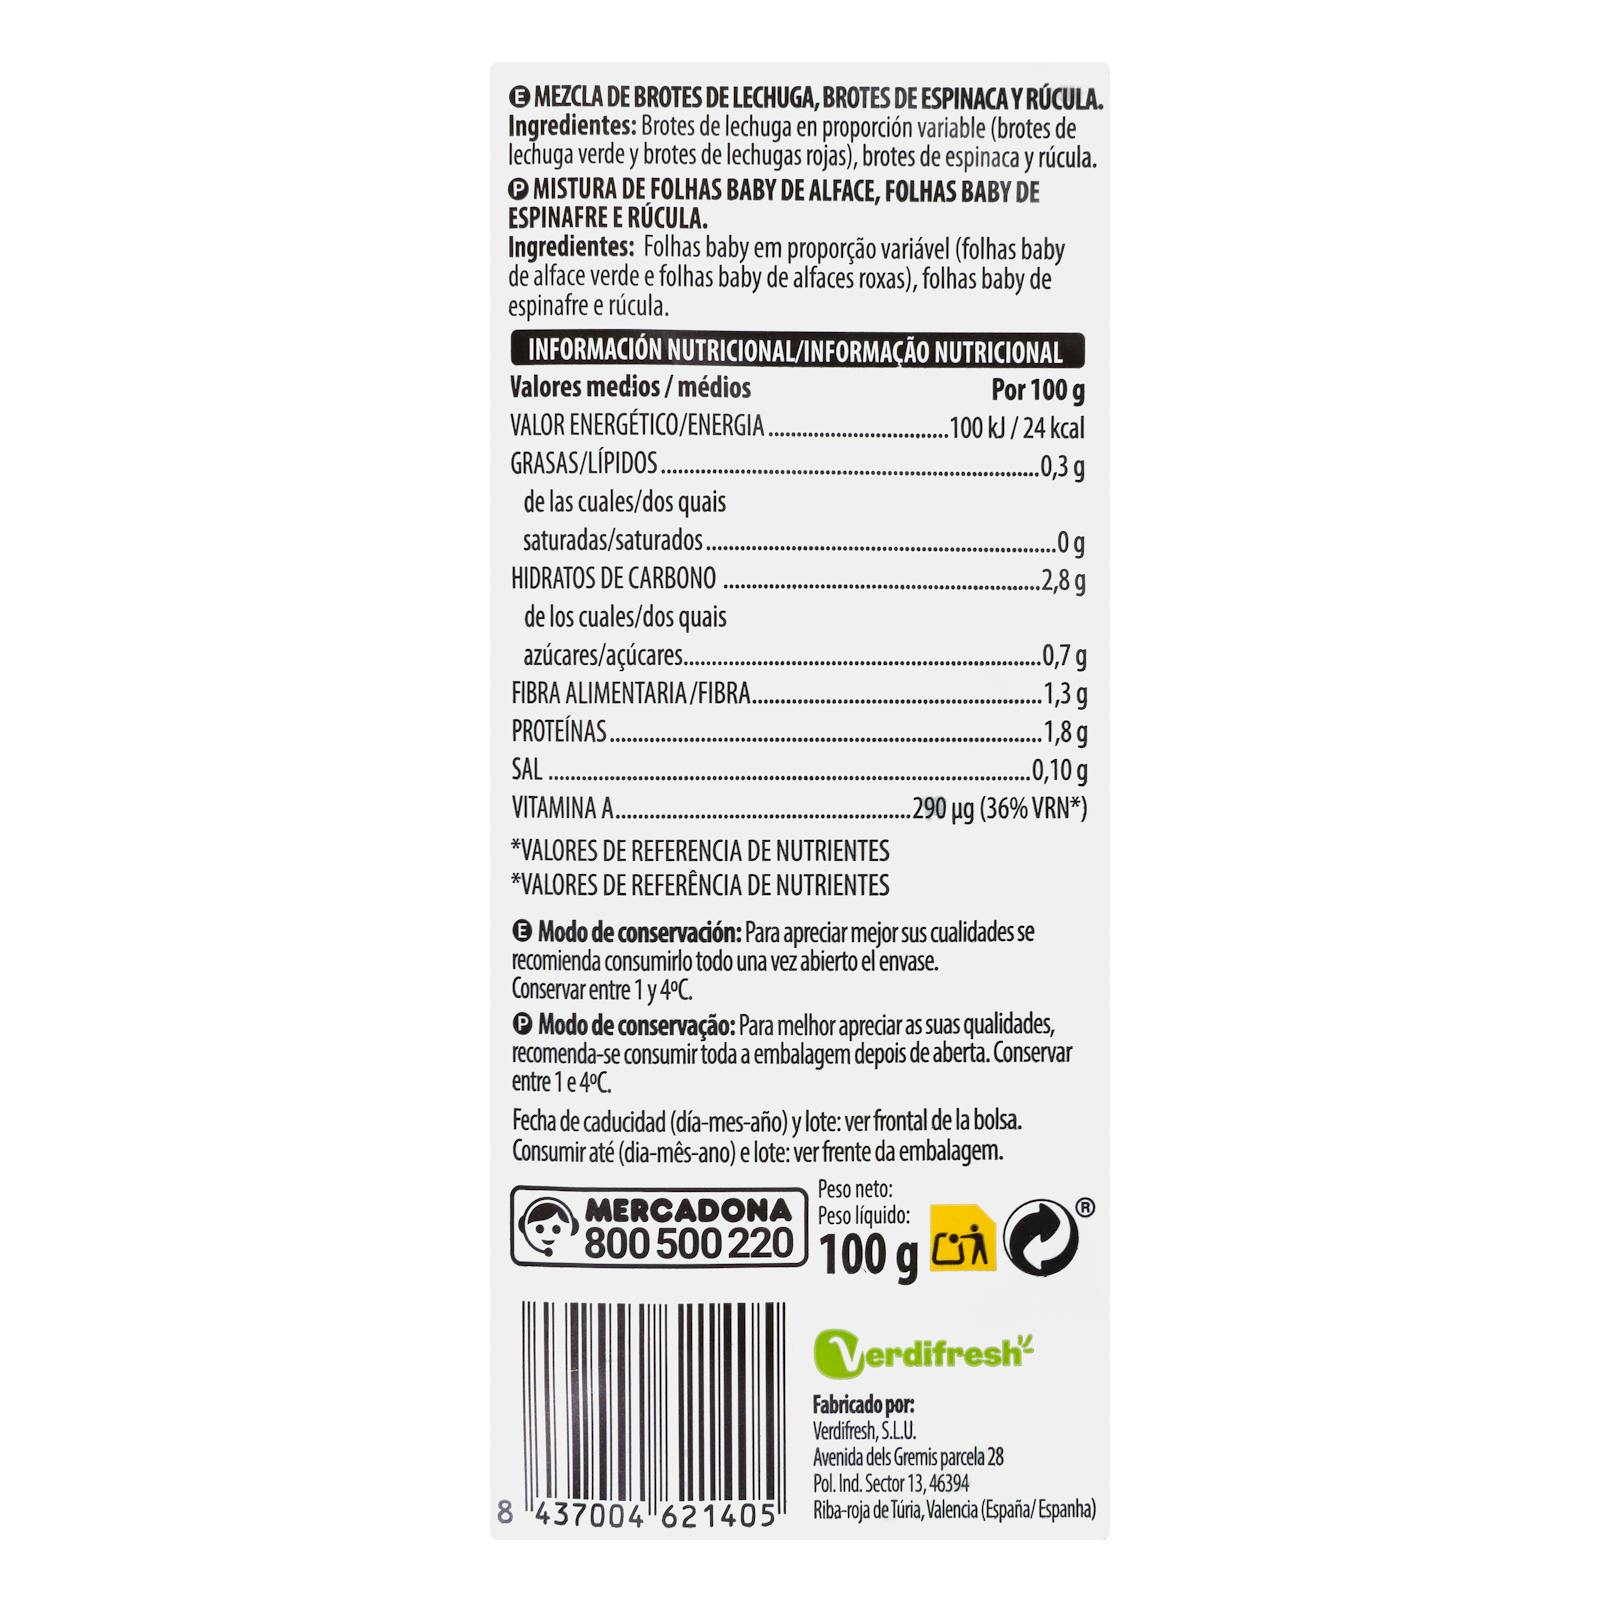 E MEZCLA DE BROTES DE LECHUGA, BROTES DE ESPINACA Y RÚCULA.
Ingredientes: Brotes de lechuga en proporción variable (brotes de
lechuga verde y brotes de lechugas rojas), brotes de espinaca y rúcula.
P MISTURA DE FOLHAS BABY DE ALFACE, FOLHAS BABY DE
ESPINAFRE E RÚCULA.
Ingredientes: Folhas baby em proporção variável (folhas baby
de alface verde e folhas baby de alfaces roxas), folhas baby de
espinafre e rúcula.
INFORMACIÓN NUTRICIONAL/INFORMAÇÃO NUTRICIONAL
Valores medios / médios Por 100 g
VALOR ENERGÉTICO/ENERGIA 100 kJ / 24 kcal
GRASAS/LÍPIDOS 0,3 g
de las cuales/dos quais
saturadas/saturados 0 g
HIDRATOS DE CARBONO 2,8 g
de los cuales/dos quais
azúcares/açúcares 0,7 g
FIBRA ALIMENTARIA/FIBRA 1,3 g
PROTEÍNAS 1,8 g
SAL 0,10 g
VITAMINA A 290 µg (36% VRN*)
*VALORES DE REFERENCIA DE NUTRIENTES
*VALORES DE REFERÊNCIA DE NUTRIENTES
E Modo de conservación: Para apreciar mejor sus cualidades se
recomienda consumirlo todo una vez abierto el envase.
Conservar entre 1 y 4ºC.
P Modo de conservação: Para melhor apreciar as suas qualidades,
recomenda-se consumir toda a embalagem depois de aberta. Conservar
entre 1 e 4ºC.
Fecha de caducidad (día-mes-año) y lote: ver frontal de la bolsa.
Consumir até (dia-mês-ano) e lote: ver frente da embalagem.
MERCADONA
800 500 220
Peso neto:
Peso líquido:
100 g
®
Verdifresh
Fabricado por:
Verdifresh, S.L.U.
Avenida dels Gremis parcela 28
Pol. Ind. Sector 13, 46394
Riba-roja de Túria, Valencia (España/ Espanha)
8 437004 621405